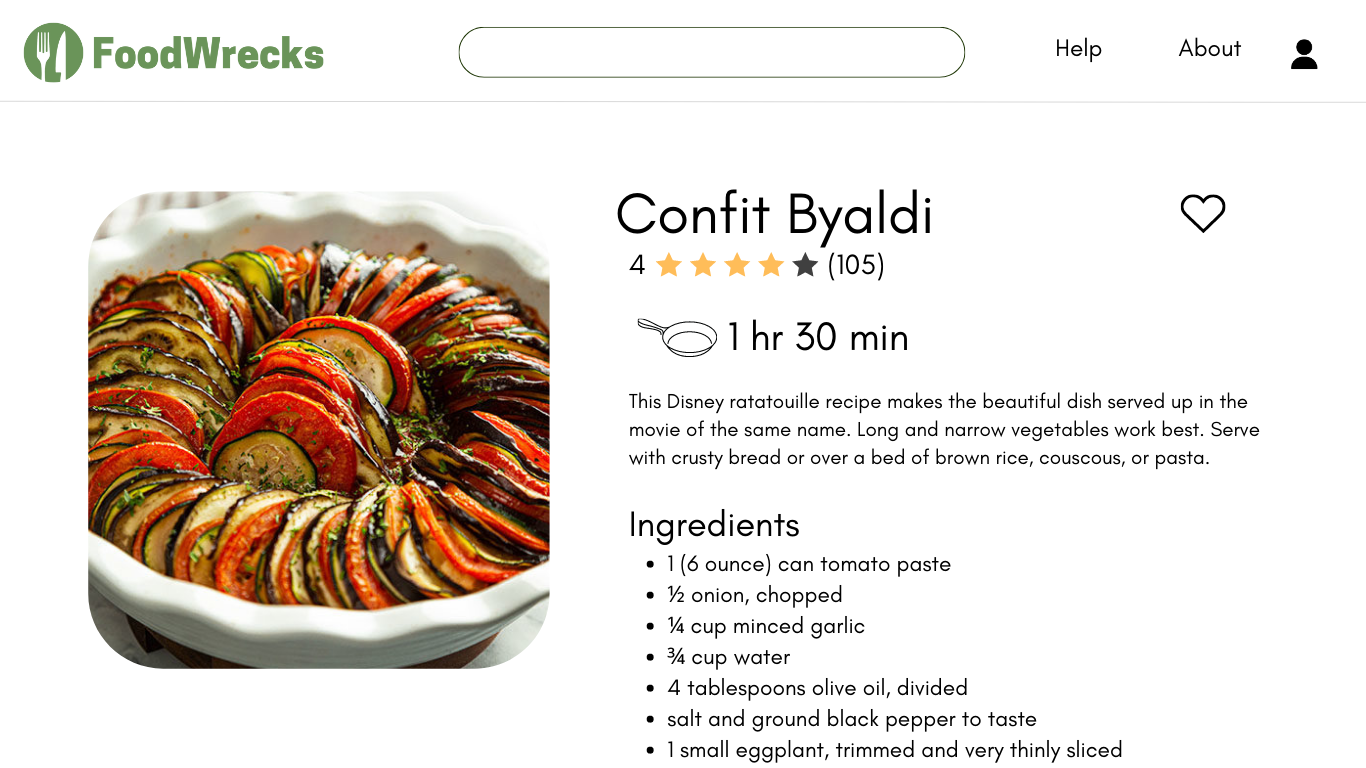 FoodWrecks
Help
About
Confit Byaldi
4 (105)
1 hr 30 min
This Disney ratatouille recipe makes the beautiful dish served up in the
movie of the same name. Long and narrow vegetables work best. Serve
with crusty bread or over a bed of brown rice, couscous, or pasta.
Ingredients
• 1 (6 ounce) can tomato paste
• ½ onion, chopped
• ¼ cup minced garlic
• ¾ cup water
• 4 tablespoons olive oil, divided
• salt and ground black pepper to taste
• 1 small eggplant, trimmed and very thinly sliced